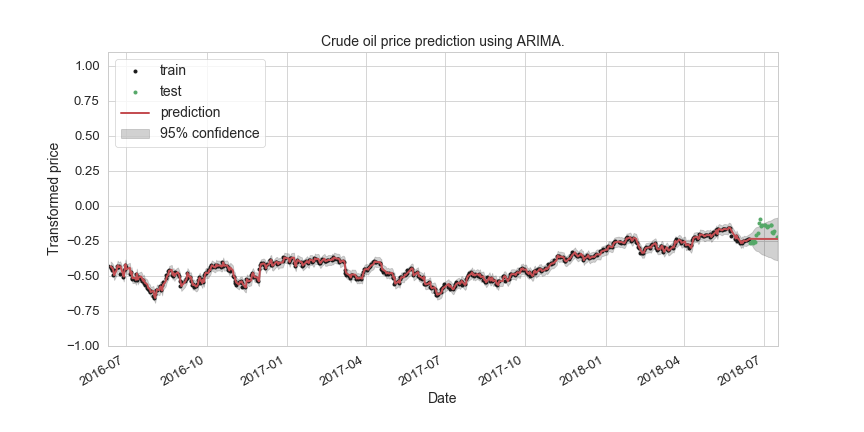 Crude oil price prediction using ARIMA.
train
test
prediction
95% confidence
1.00
0.75
0.50
0.25
0.00
−0.25
−0.50
−0.75
−1.00
Transformed price
2016-07
2016-10
2017-01
2017-04
2017-07
2017-10
2018-01
2018-04
2018-07
Date